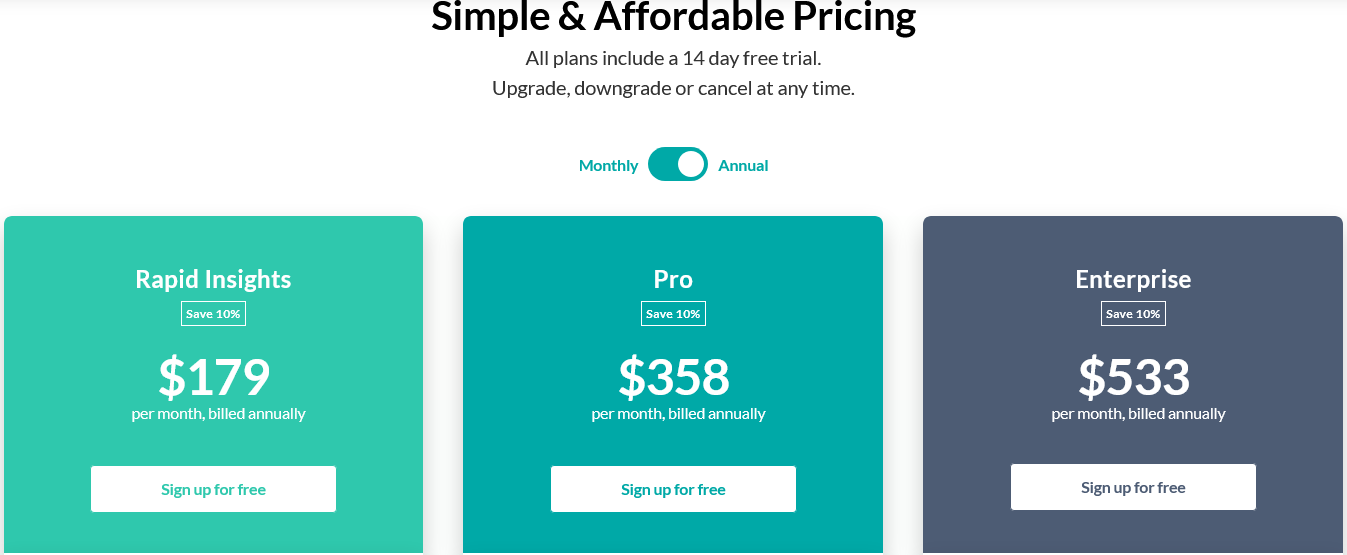 Simple & Affordable Pricing
All plans include a 14 day free trial.
Upgrade, downgrade or cancel at any time.
Monthly Annual
Rapid Insights
Save 10%
$179
per month, billed annually
Sign up for free
Pro
Save 10%
$358
per month, billed annually
Sign up for free
Enterprise
Save 10%
$533
per month, billed annually
Sign up for free